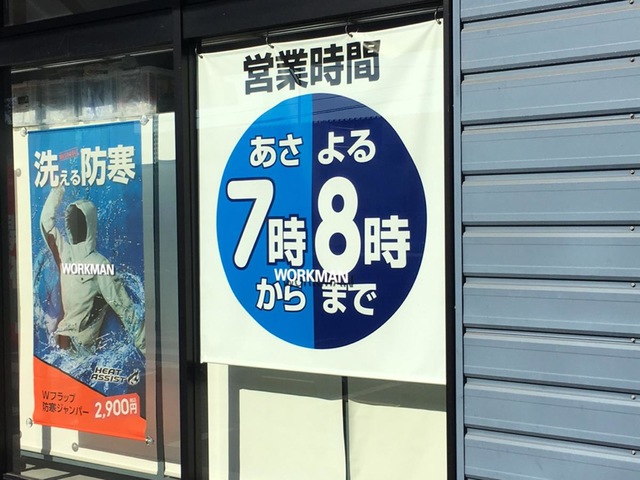 営業時間
あさ よる
7時 8時
WORKMAN
から まで
洗える防寒
WORKMAN
HEAT
ASSIST
Wフラップ
防寒ジャンパー 2,900円